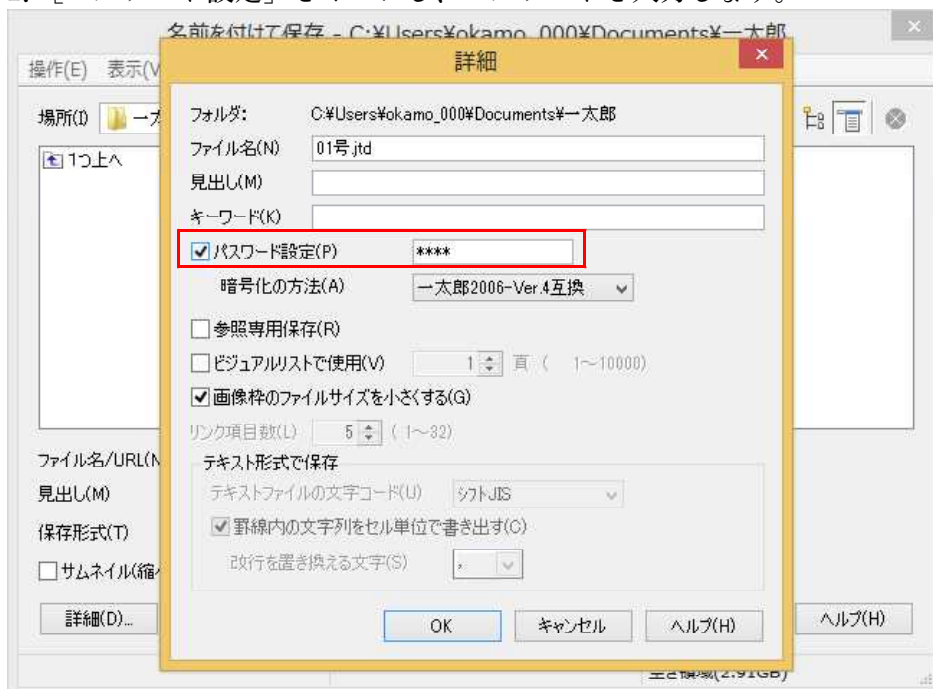 名前を付けて保存 - C:¥Users¥okamo_000¥Documents¥一太郎
詳細
操作(E) 表示(V
場所(I) 一太
1つ上へ
フォルダ: C:¥Users¥okamo_000¥Documents¥一太郎
ファイル名(N) 01号.jtd
見出し(M)
キーワード(K)
パスワード設定(P) ****
暗号化の方法(A) 一太郎2006-Ver.4互換
参照専用保存(R)
ビジュアルリストで使用(V) 1 頁 ( 1～10000)
画像枠のファイルサイズを小さくする(G)
リンク項目数(L) 5 ( 1～32)
テキスト形式で保存
テキストファイルの文字コード(U) シフトJIS
罫線内の文字列をセル単位で書き出す(C)
改行を置き換える文字(S) ,
OK キャンセル ヘルプ(H)
ファイル名/URL(N
見出し(M)
保存形式(T)
サムネイル(縮
詳細(D)... ヘルプ(H)
空き領域(2.91GB)